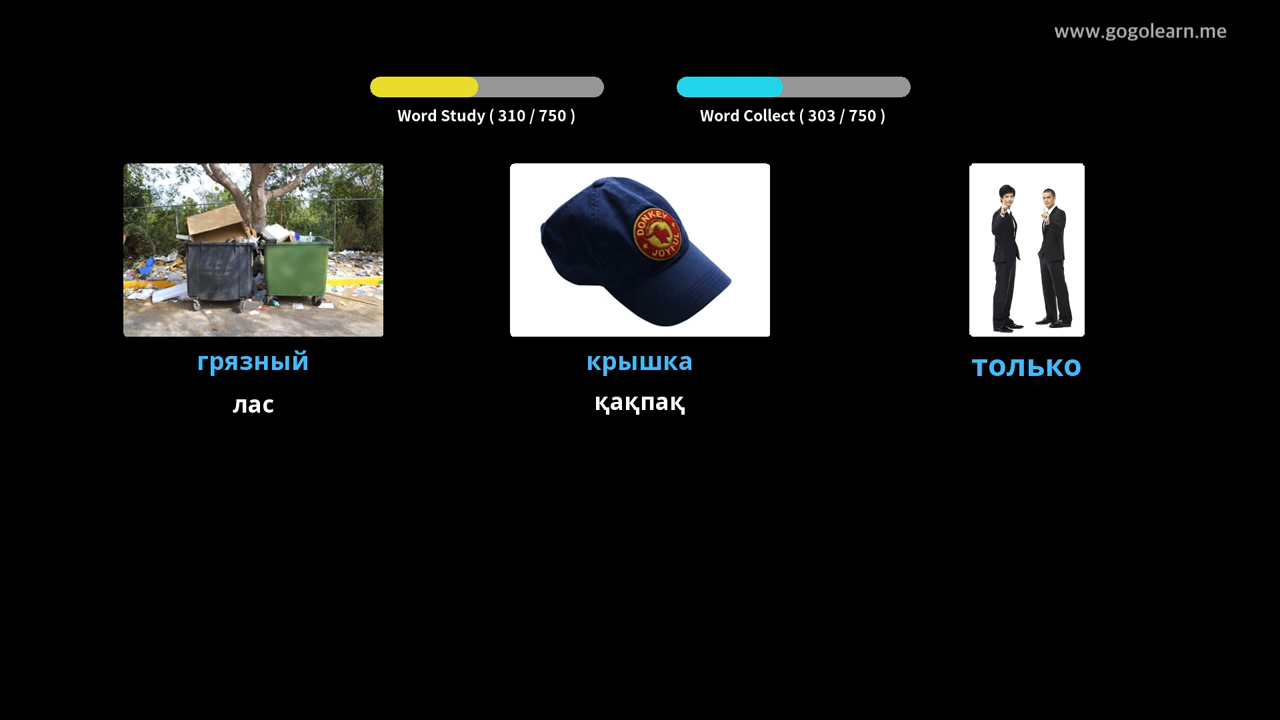 www.gogolearn.me
Word Study ( 310 / 750 )
Word Collect ( 303 / 750 )
DONKEY
JOYFUL
грязный
крышка
только
лас
қақпақ